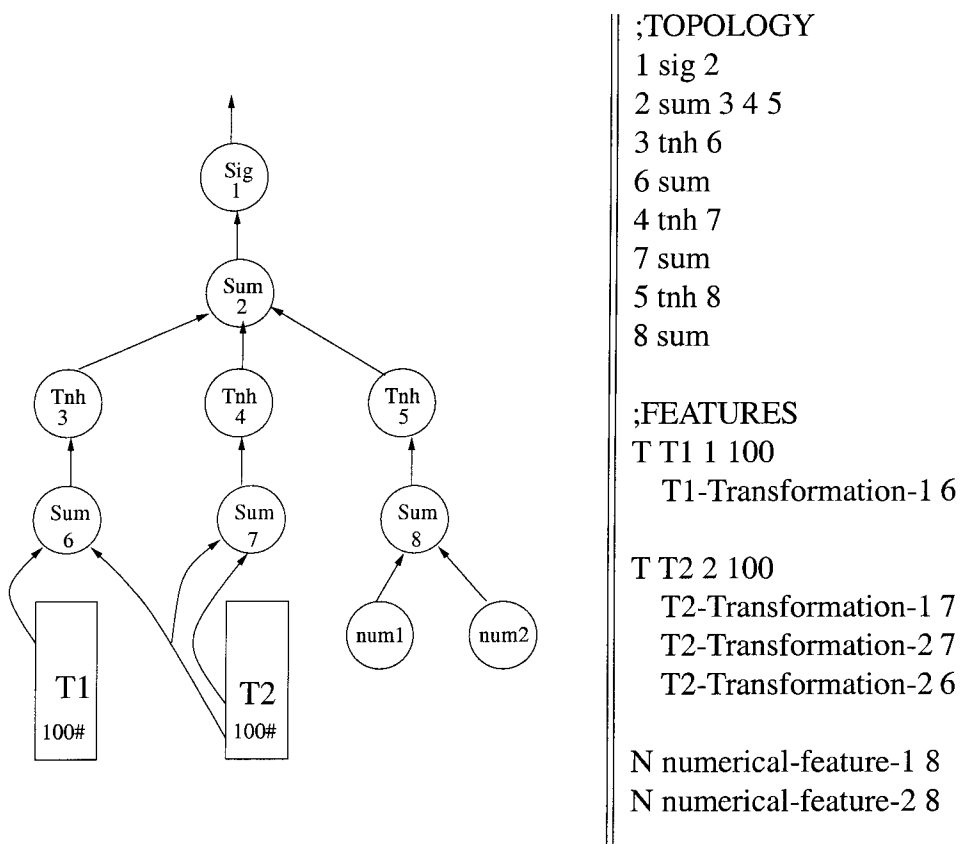 Sig
1
Sum
2
Tnh
3
Tnh
4
Tnh
5
Sum
6
Sum
7
Sum
8
num1
num2
T1
100#
T2
100#
;TOPOLOGY
1 sig 2
2 sum 3 4 5
3 tnh 6
6 sum
4 tnh 7
7 sum
5 tnh 8
8 sum
;FEATURES
T T1 1 100
T1-Transformation-1 6
T T2 2 100
T2-Transformation-1 7
T2-Transformation-2 7
T2-Transformation-2 6
N numerical-feature-1 8
N numerical-feature-2 8